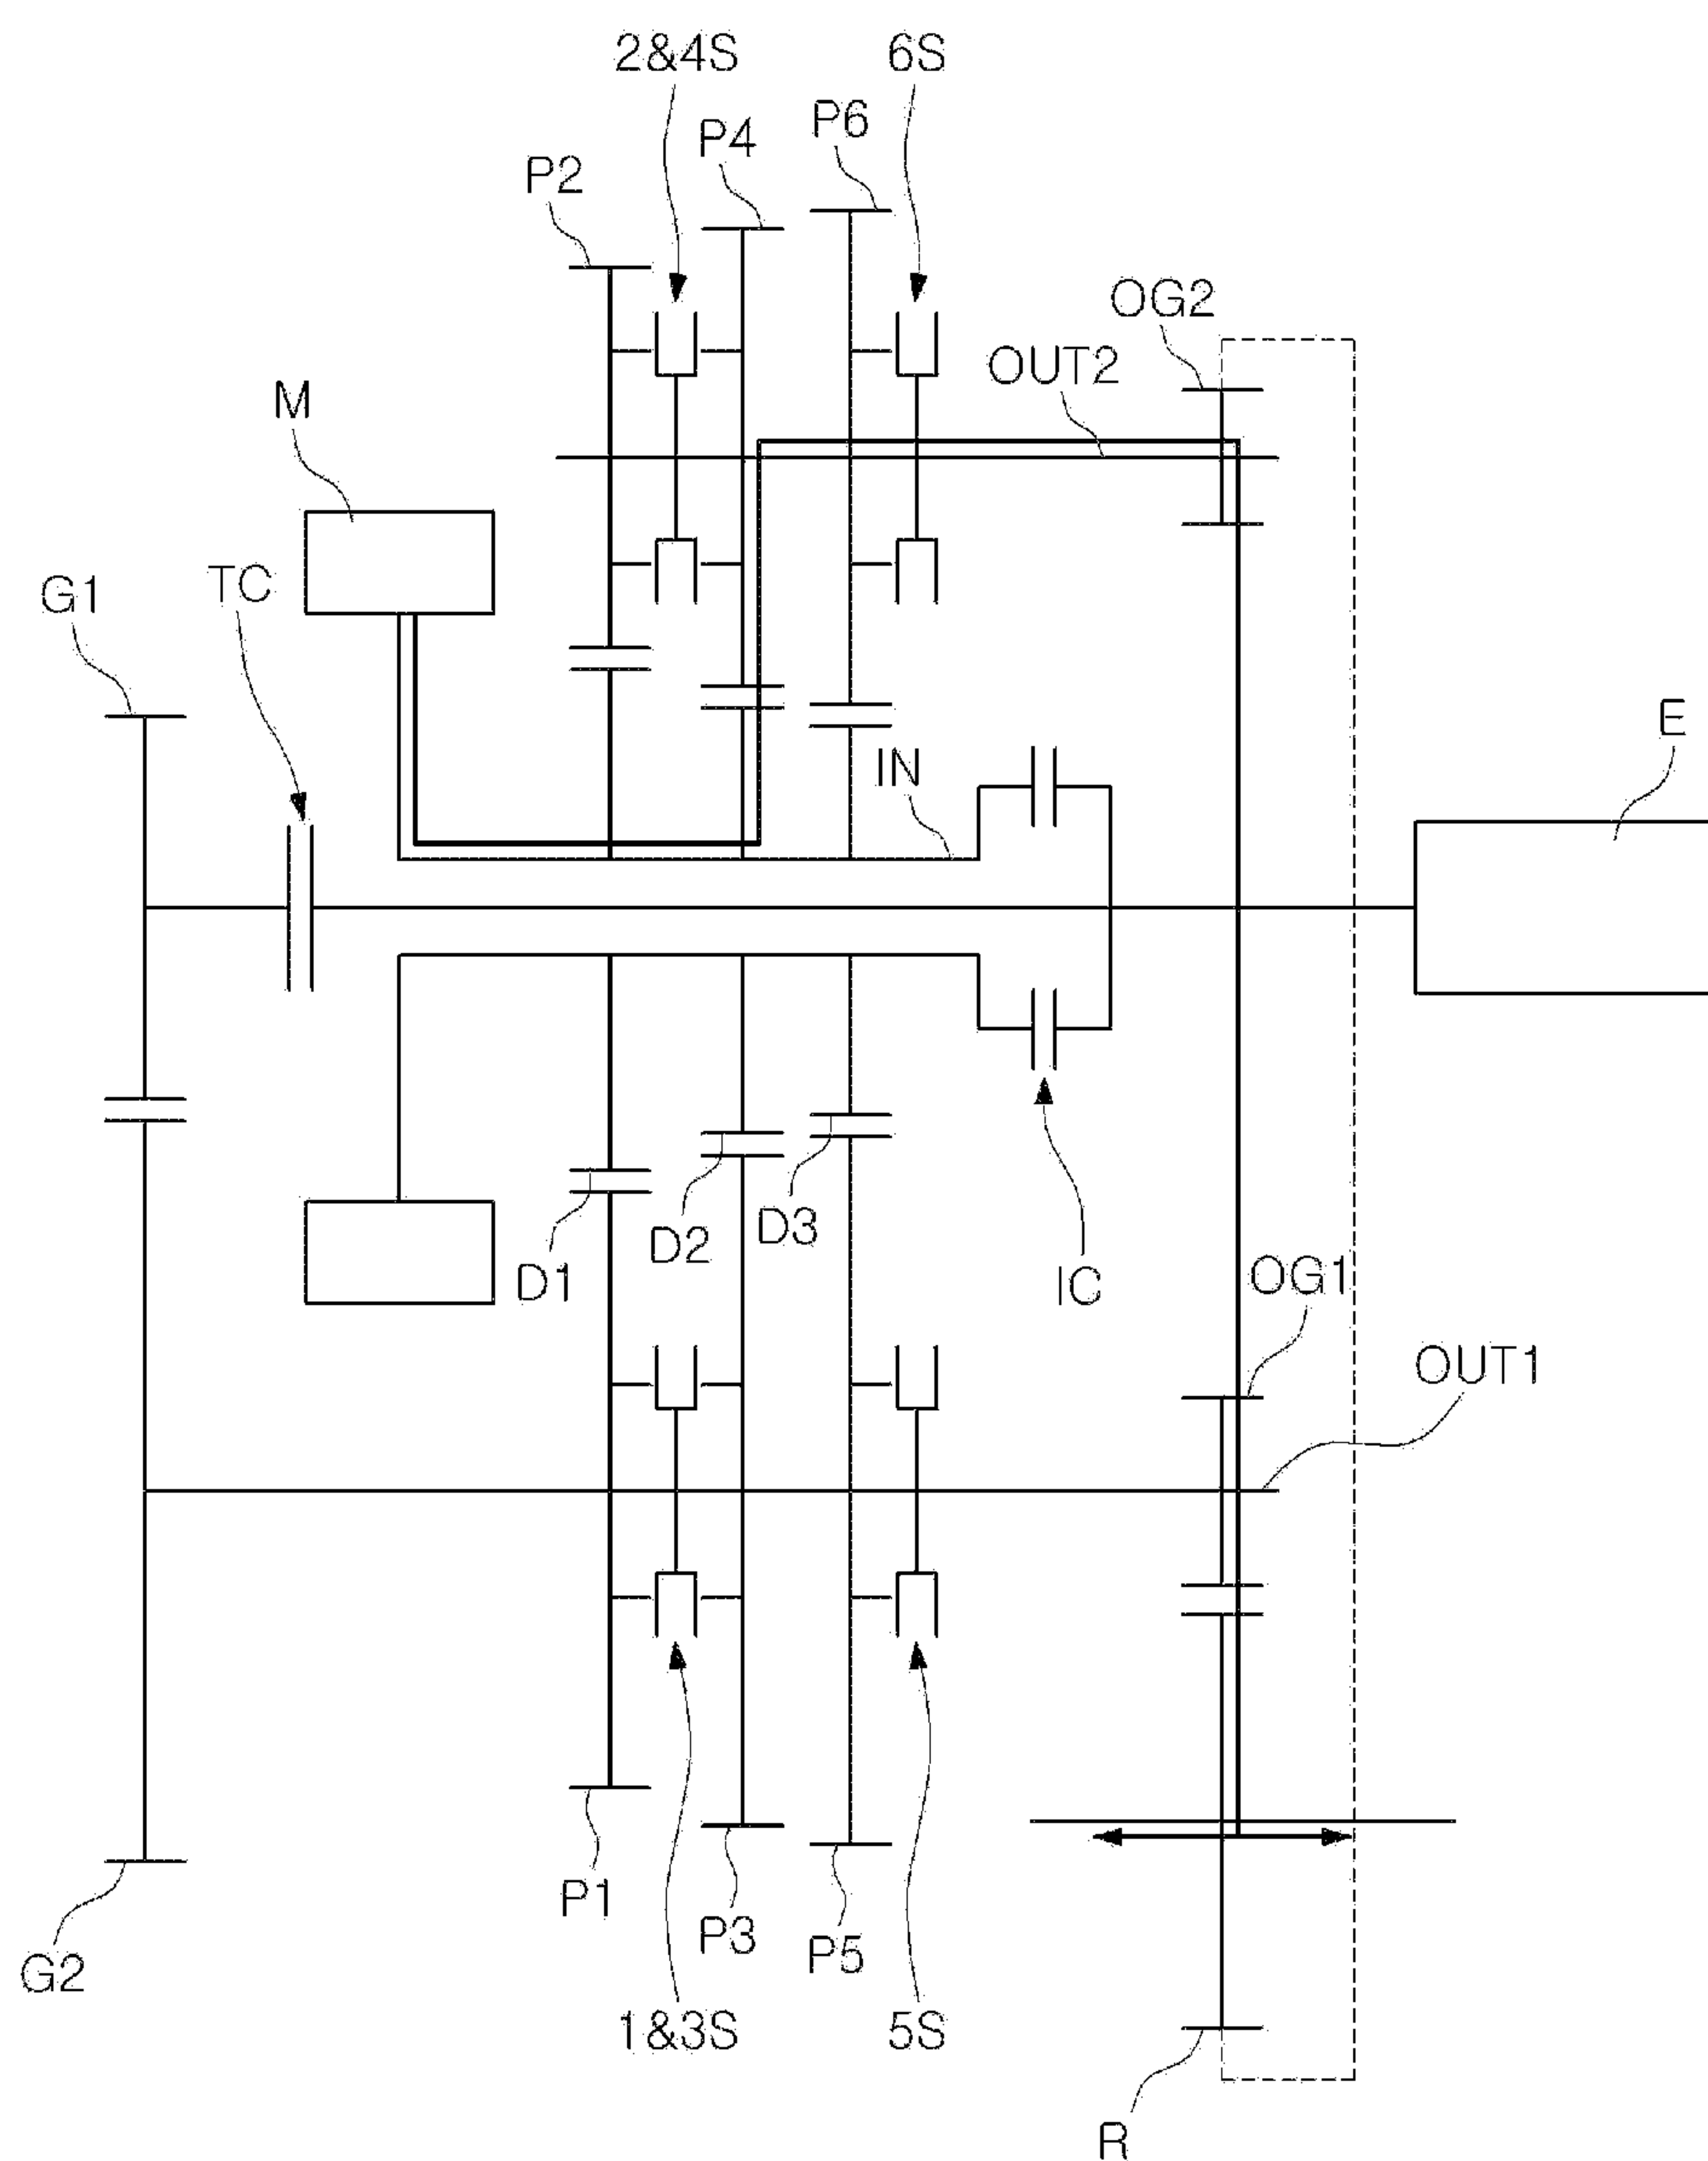 2&4S
6S
P6
P4
P2
OG2
OUT2
M
TC
G1
E
IN
D3
D2
D1
IC
OG1
OUT1
P1
P3
P5
G2
1&3S
5S
R